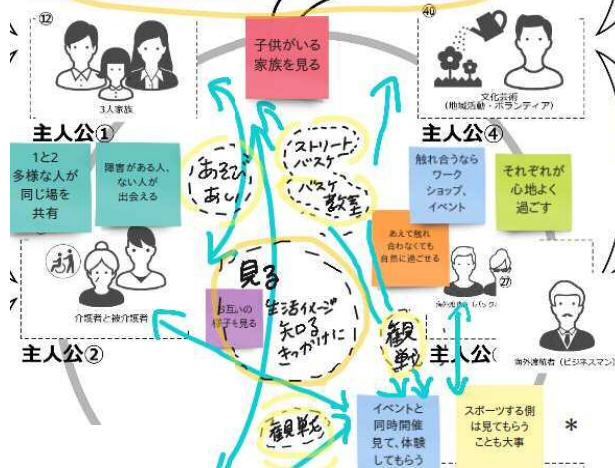 ⑫
3人家族
主人公①
子供がいる
家族を見る
㊵
文化芸術
(地域活動・ボランティア)
主人公④
1と2
多様な人が
同じ場を
共有
障害がある人、
ない人が
出会える
あそび
あい
ストリート
バスケ
バスケ
教室
触れ合うなら
ワーク
ショップ、
イベント
それぞれが
心地よく
過ごす
あえて触れ
合わなくても
自然に過ごせる
介護者と被介護者
主人公②
お互いの
様子も見る
見る
生活イメージ
知る
きっかけに
観戦
㉗
主人公
海外渡航者(ビジネスマン)
観戦
イベントと
同時開催
見て、体験
してもらう
スポーツする側
は見てもらう
ことも大事
*